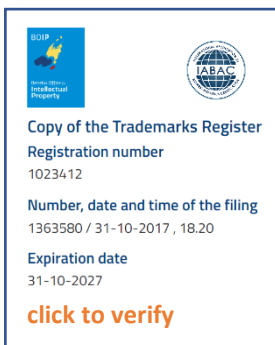 BOIP
Benelux Office for
Intellectual
Property
IABAC
Copy of the Trademarks Register
Registration number
1023412
Number, date and time of the filing
1363580 / 31-10-2017 , 18.20
Expiration date
31-10-2027
click to verify